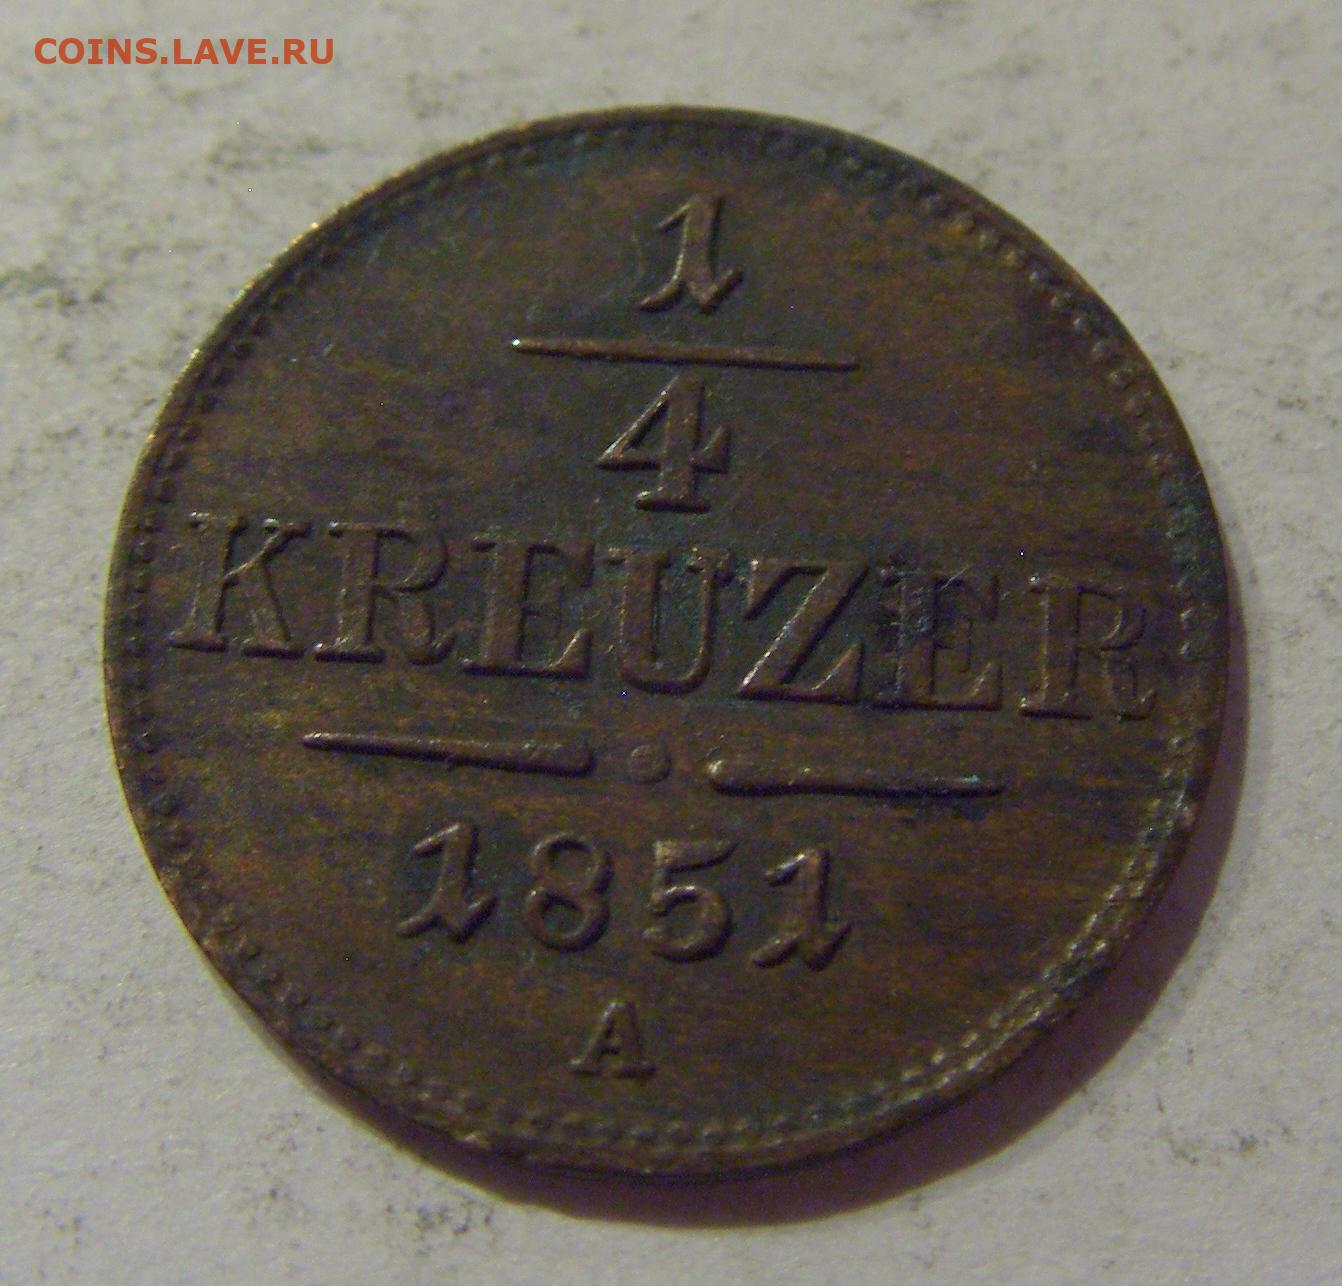 COINS.LAVE.RU
1
4
KREUZER
1851
A